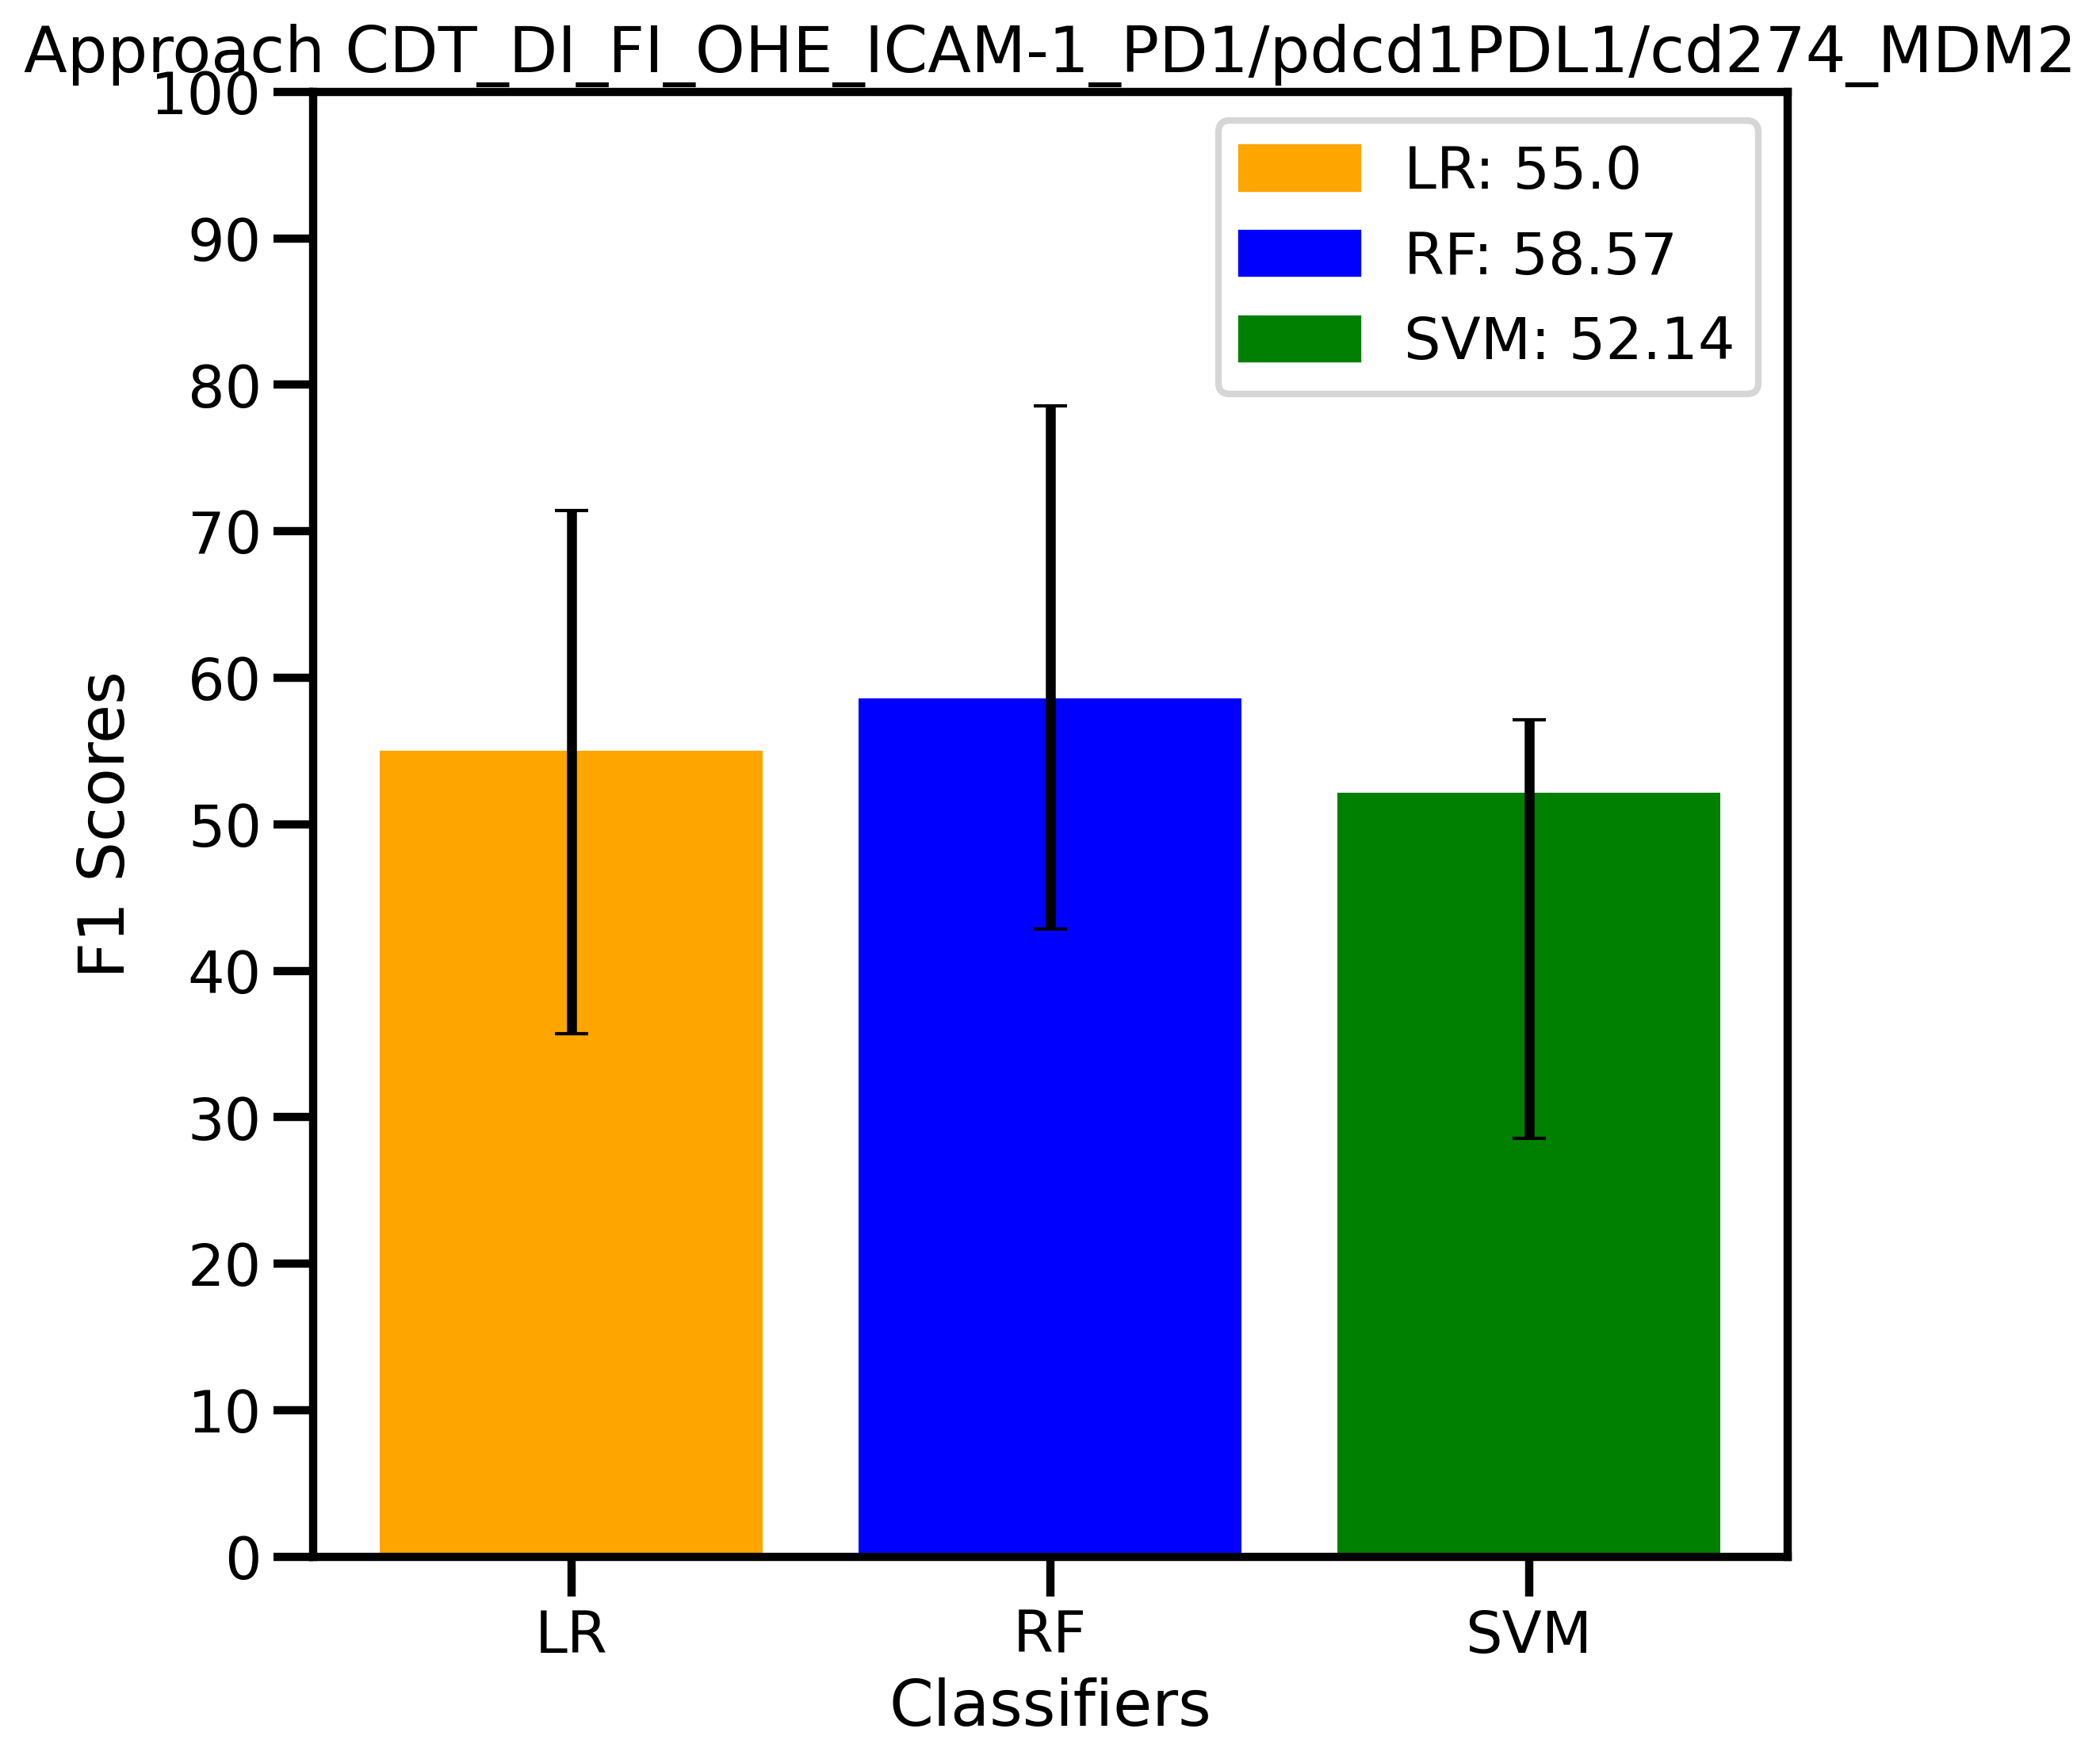 Approach CDT_DI_FI_OHE_ICAM-1_PD1/pdcd1PDL1/cd274_MDM2
100
90
80
70
60
50
40
30
20
10
0
F1 Scores
LR: 55.0
RF: 58.57
SVM: 52.14
LR
RF
SVM
Classifiers